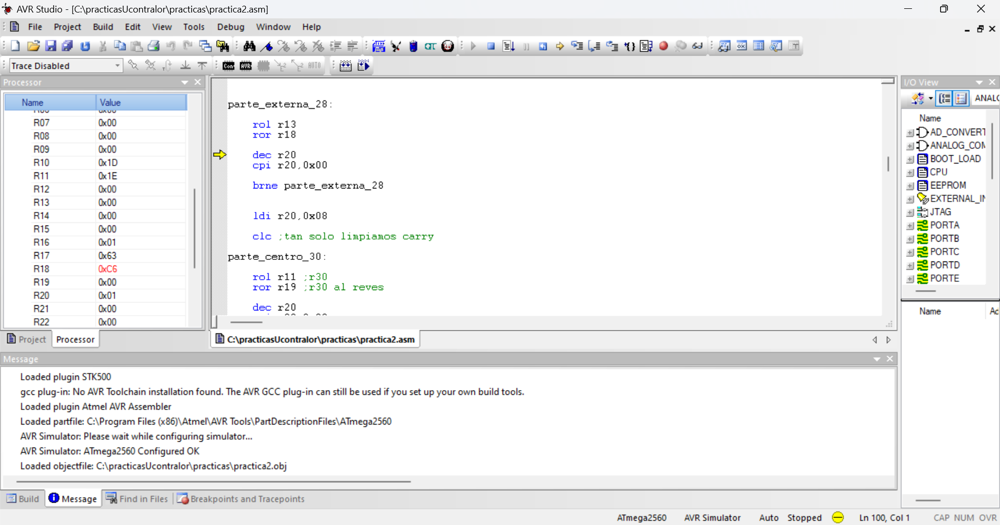 AVR Studio - [C:\practicasUcontralor\practicas\practica2.asm]
File Project Build Edit View Tools Debug Window Help
Trace Disabled
Con AVR AUTO
Processor
Name Value
R07 0x00
R08 0x00
R09 0x00
R10 0x1D
R11 0x1E
R12 0x00
R13 0x00
R14 0x00
R15 0x00
R16 0x01
R17 0x63
R18 0xC6
R19 0x00
R20 0x01
R21 0x00
R22 0x00
Project Processor
parte_externa_28:
rol r13
ror r18
dec r20
cpi r20,0x00
brne parte_externa_28
ldi r20,0x08
clc ;tan solo limpiamos carry
parte_centro_30:
rol r11 ;r30
ror r19 ;r30 al reves
dec r20
C:\practicasUcontralor\practicas\practica2.asm
I/O View
ANALO
Name
AD_CONVERT
ANALOG_COM
BOOT_LOAD
CPU
EEPROM
EXTERNAL_IN
JTAG
PORTA
PORTB
PORTC
PORTD
PORTE
Name Ad
Message
Loaded plugin STK500
gcc plug-in: No AVR Toolchain installation found. The AVR GCC plug-in can still be used if you set up your own build tools.
Loaded plugin Atmel AVR Assembler
Loaded partfile: C:\Program Files (x86)\Atmel\AVR Tools\PartDescriptionFiles\ATmega2560
AVR Simulator: Please wait while configuring simulator...
AVR Simulator: ATmega2560 Configured OK
Loaded objectfile: C:\practicasUcontralor\practicas\practica2.obj
Build Message Find in Files Breakpoints and Tracepoints
ATmega2560 AVR Simulator Auto Stopped Ln 100, Col 1 CAP NUM OVR